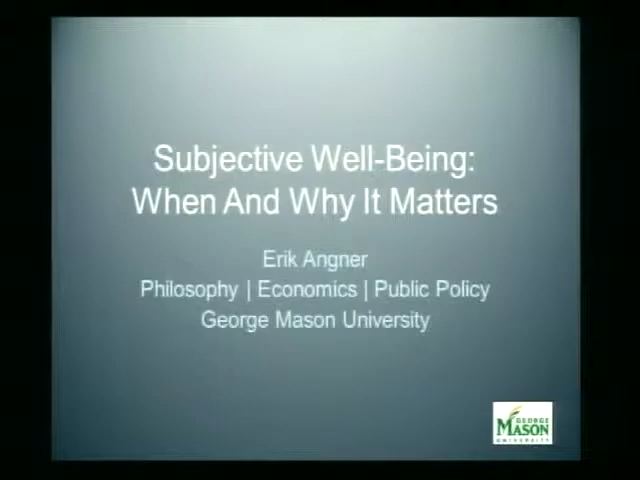 Subjective Well-Being:
When And Why It Matters
Erik Angner
Philosophy | Economics | Public Policy
George Mason University
GEORGE
MASON
UNIVERSITY